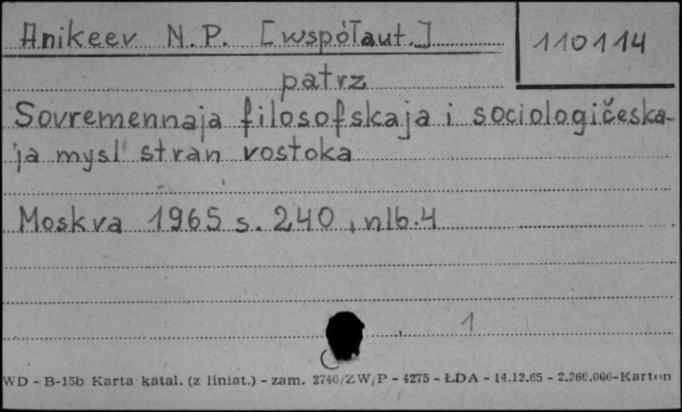 Anikeev N.P. [współaut.]
110114
patrz
Sovremennaja filosofskaja i sociologičeska-
ja mysl' stran vostoka
Moskva 1965 s. 240, nlb. 4
1
WD - B-15b Karta katal. (z liniat.) - zam. 2740/ZW/P - 4275 - ŁDA - 14.12.65 - 2.360.000-Karton